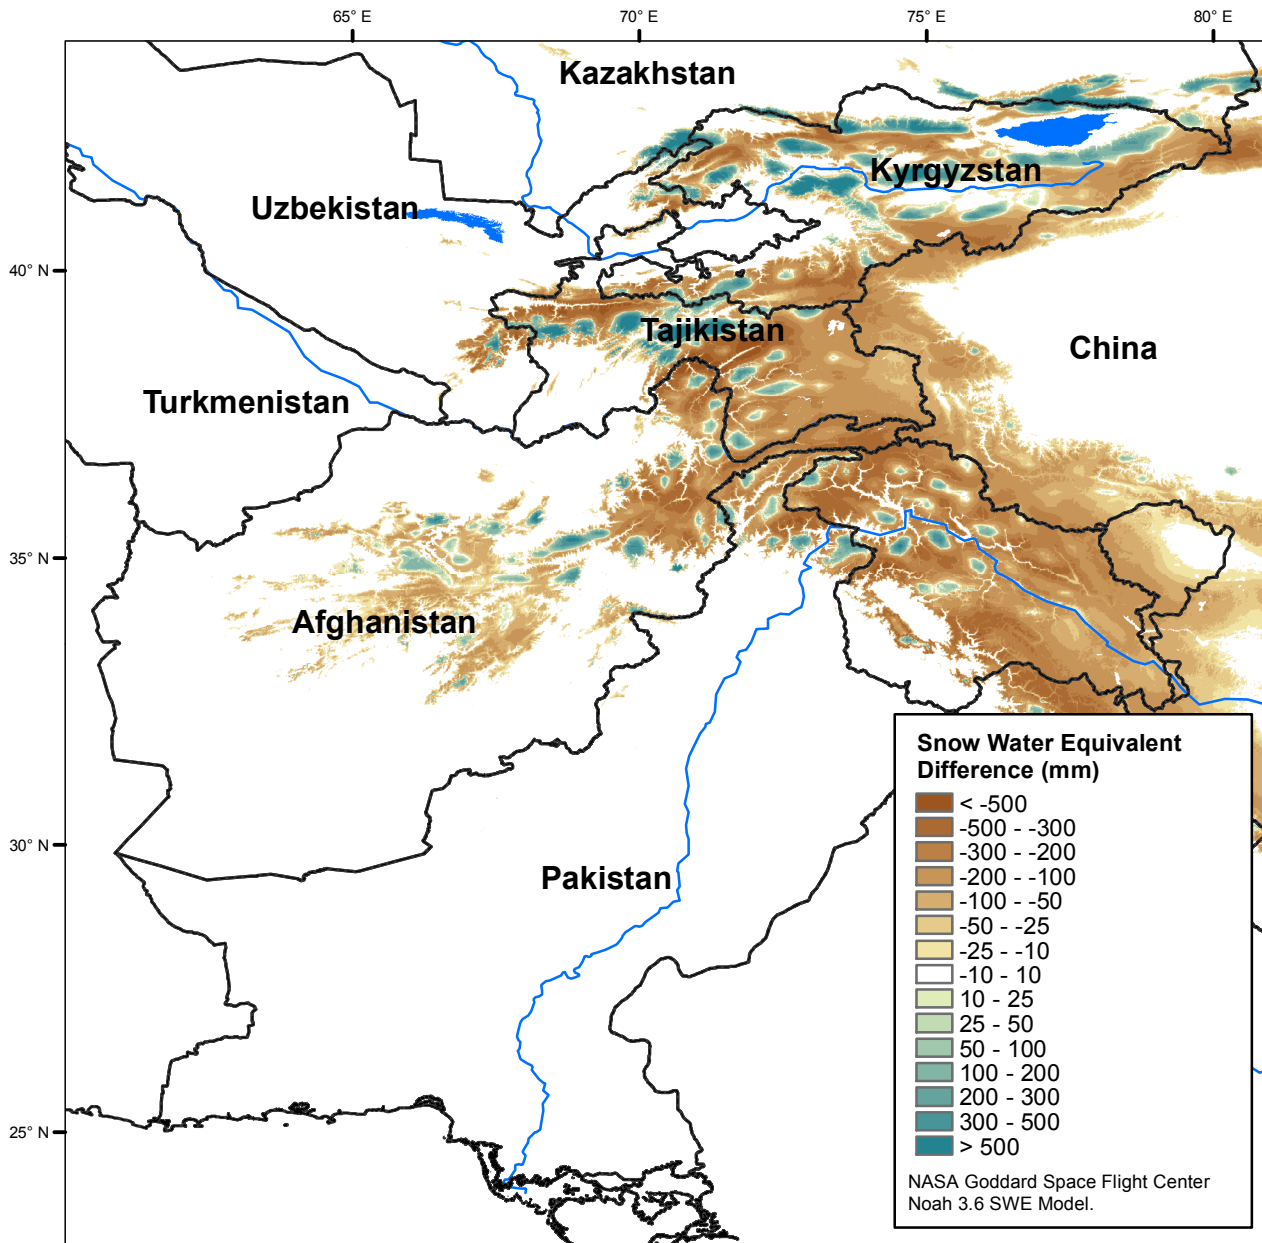 65° E
70° E
75° E
80° E
Kazakhstan
Kyrgyzstan
Uzbekistan
40° N
Tajikistan
China
Turkmenistan
35° N
Afghanistan
30° N
Pakistan
25° N
Snow Water Equivalent
Difference (mm)
< -500
-500 - -300
-300 - -200
-200 - -100
-100 - -50
-50 - -25
-25 - -10
-10 - 10
10 - 25
25 - 50
50 - 100
100 - 200
200 - 300
300 - 500
> 500
NASA Goddard Space Flight Center
Noah 3.6 SWE Model.